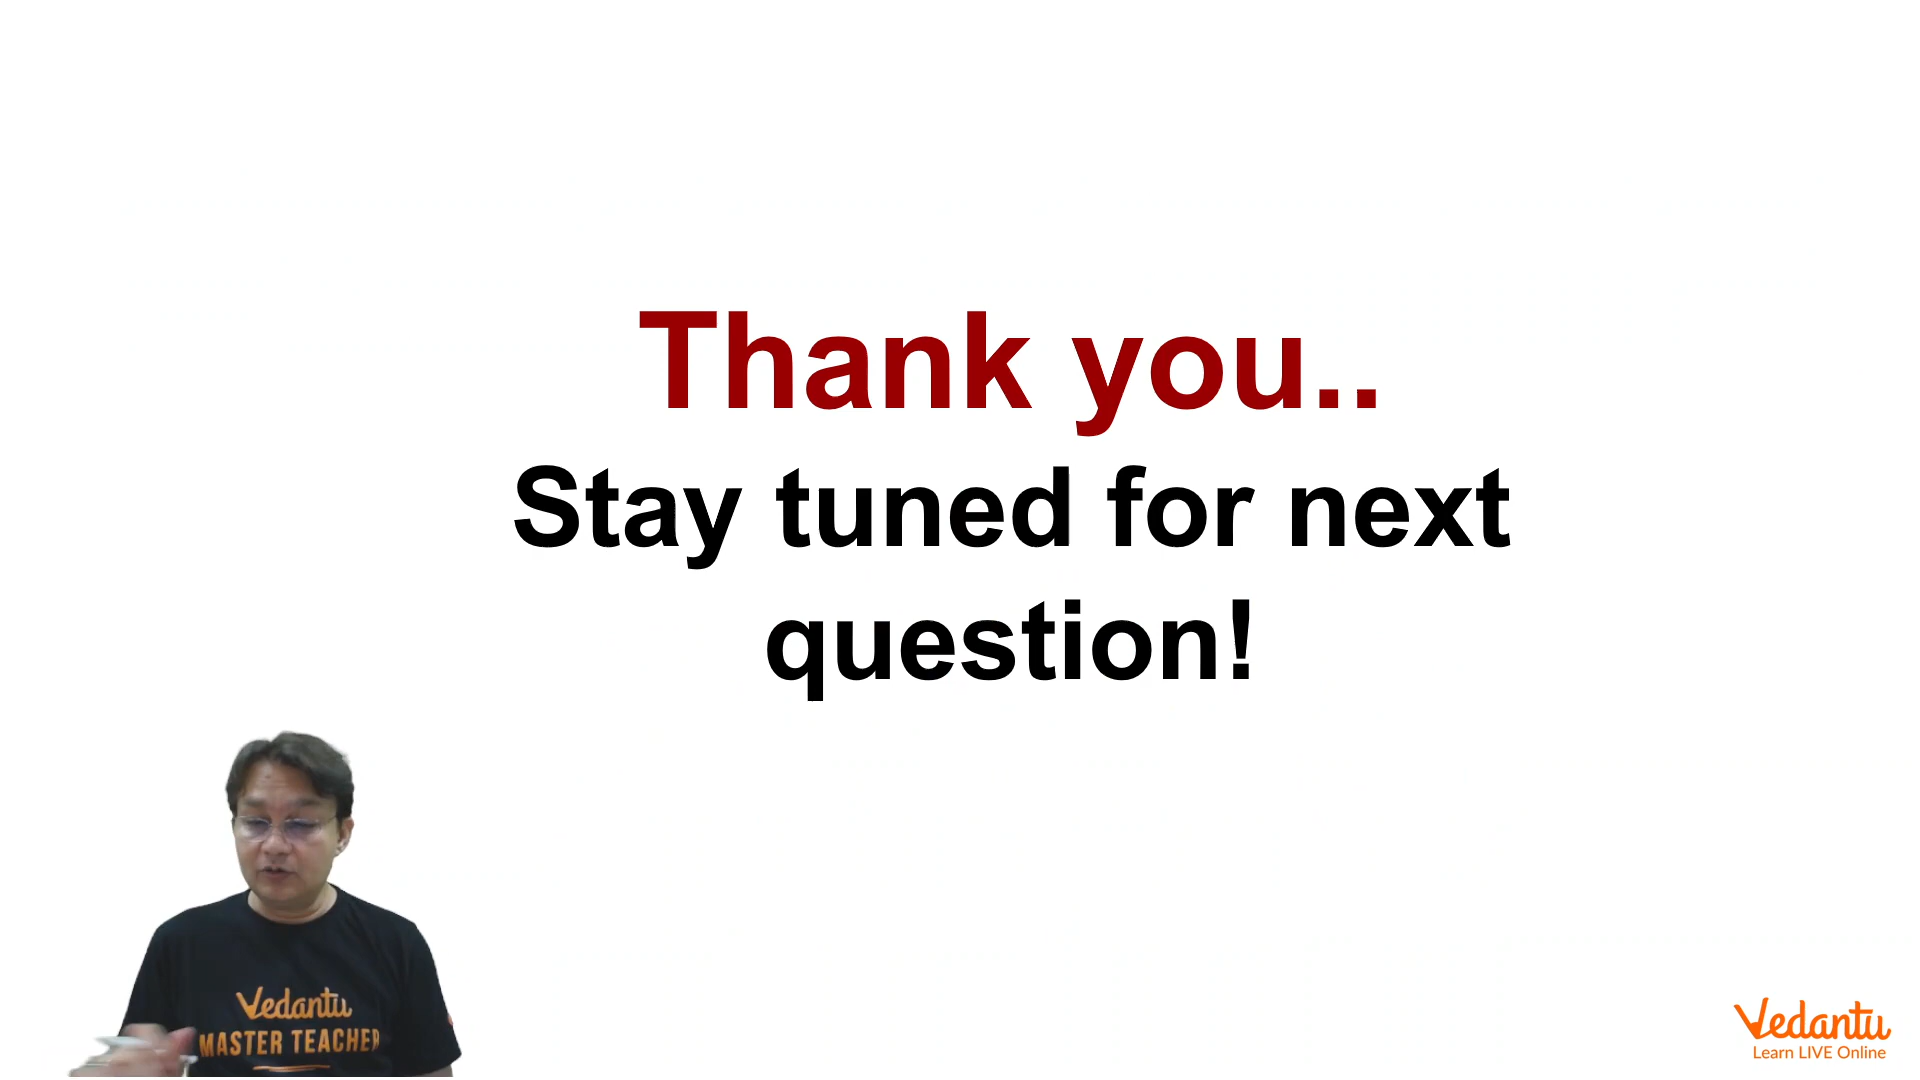 Thank you..
Stay tuned for next
question!
Vedantu
MASTER TEACHER
Vedantu
Learn LIVE Online